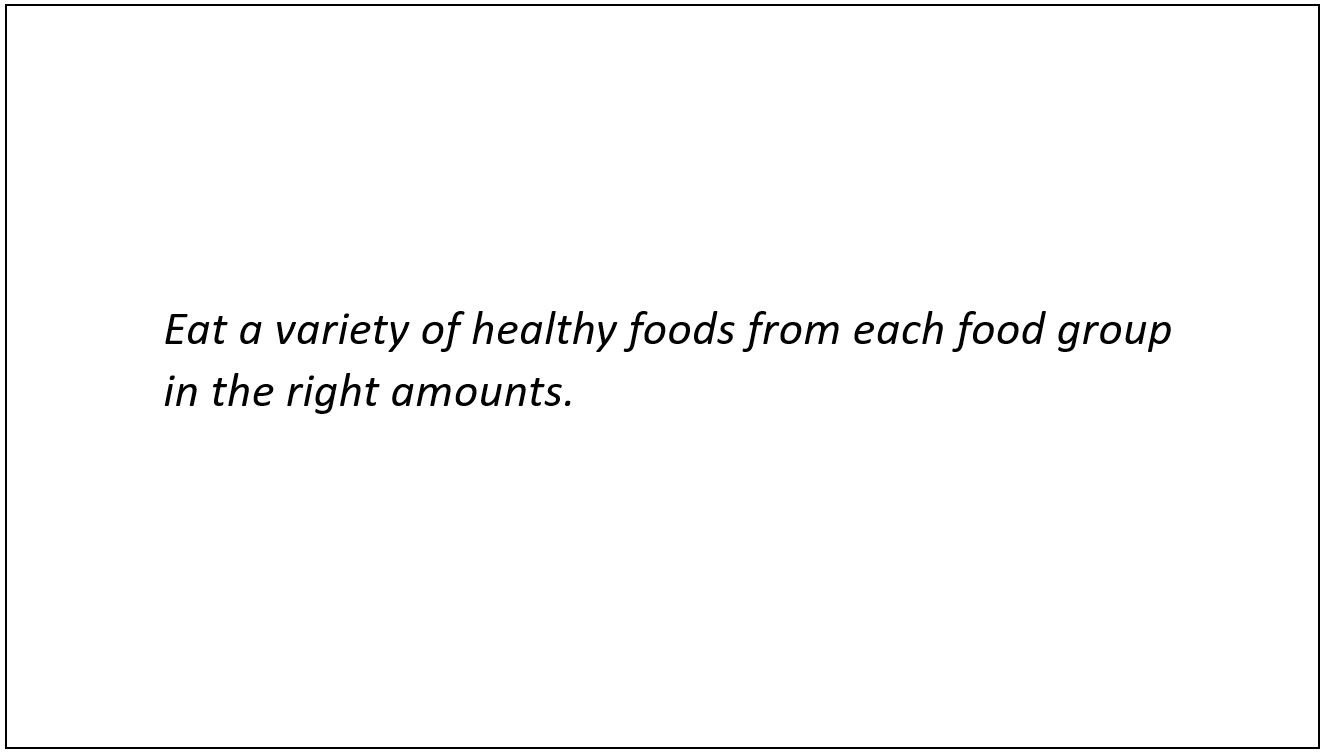 Eat a variety of healthy foods from each food group
in the right amounts.